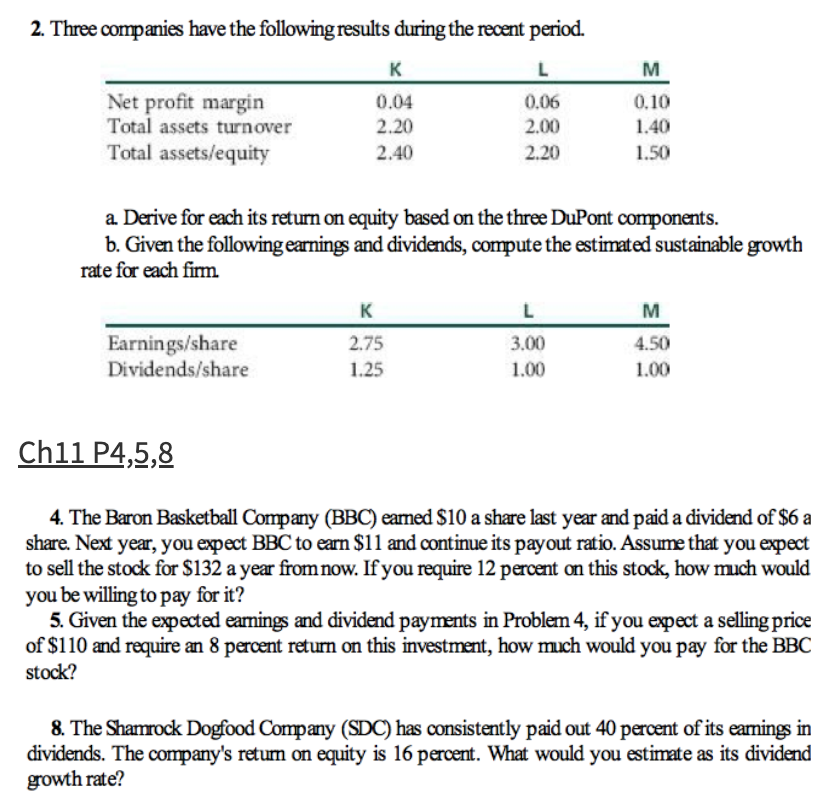 2. Three companies have the following results during the recent period.
K L M
Net profit margin 0.04 0.06 0.10
Total assets turnover 2.20 2.00 1.40
Total assets/equity 2.40 2.20 1.50
a. Derive for each its return on equity based on the three DuPont components.
b. Given the following earnings and dividends, compute the estimated sustainable growth
rate for each firm.
K L M
Earnings/share 2.75 3.00 4.50
Dividends/share 1.25 1.00 1.00
Ch11 P4,5,8
4. The Baron Basketball Company (BBC) earned $10 a share last year and paid a dividend of $6 a
share. Next year, you expect BBC to earn $11 and continue its payout ratio. Assume that you expect
to sell the stock for $132 a year from now. If you require 12 percent on this stock, how much would
you be willing to pay for it?
5. Given the expected earnings and dividend payments in Problem 4, if you expect a selling price
of $110 and require an 8 percent return on this investment, how much would you pay for the BBC
stock?
8. The Shamrock Dogfood Company (SDC) has consistently paid out 40 percent of its earnings in
dividends. The company's return on equity is 16 percent. What would you estimate as its dividend
growth rate?